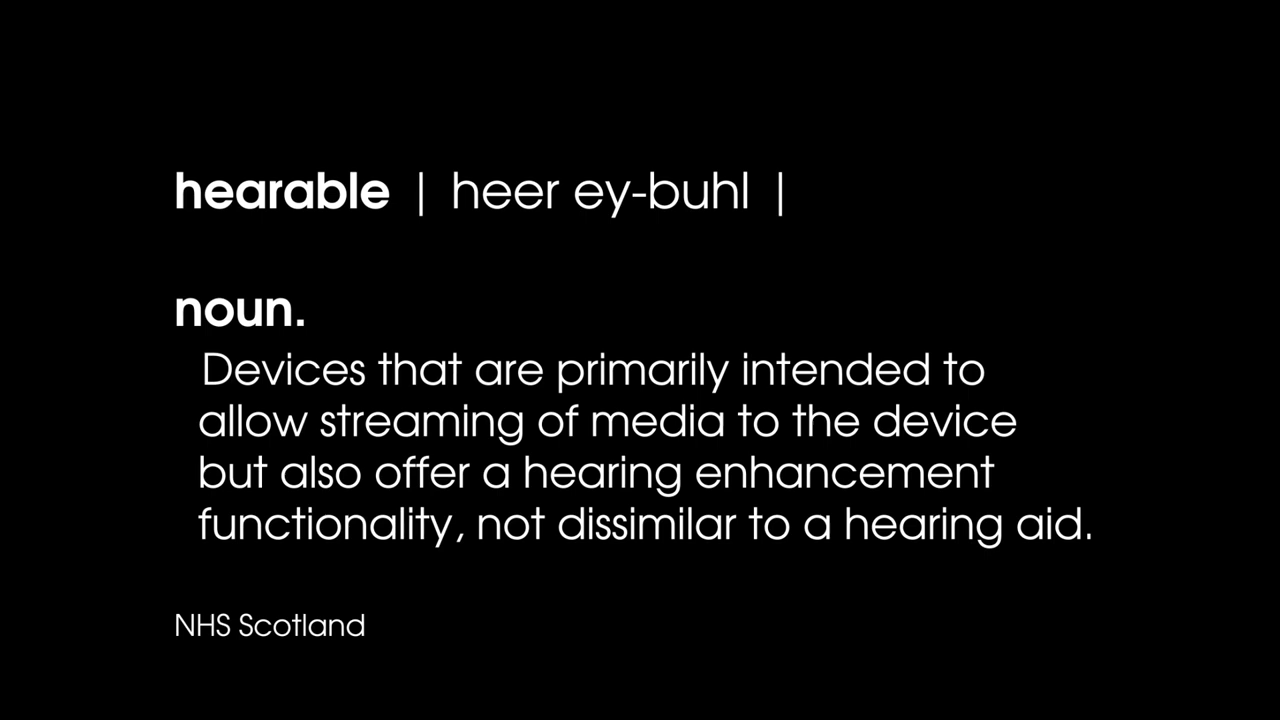 hearable | heer ey-buhl |
noun.
Devices that are primarily intended to
allow streaming of media to the device
but also offer a hearing enhancement
functionality, not dissimilar to a hearing aid.
NHS Scotland